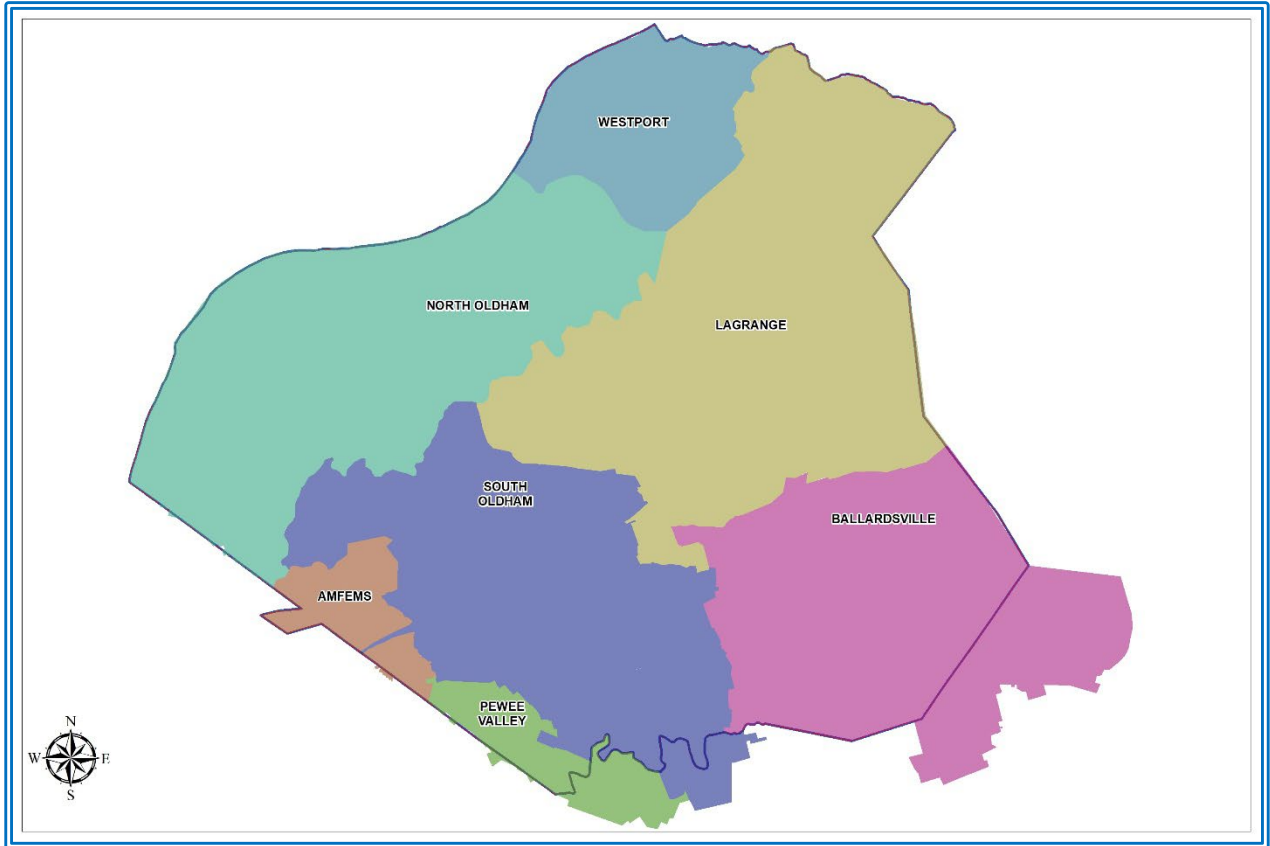 WESTPORT
NORTH OLDHAM
LAGRANGE
SOUTH
OLDHAM
BALLARDSVILLE
AMFEMS
PEWEE
VALLEY
N
W E
S